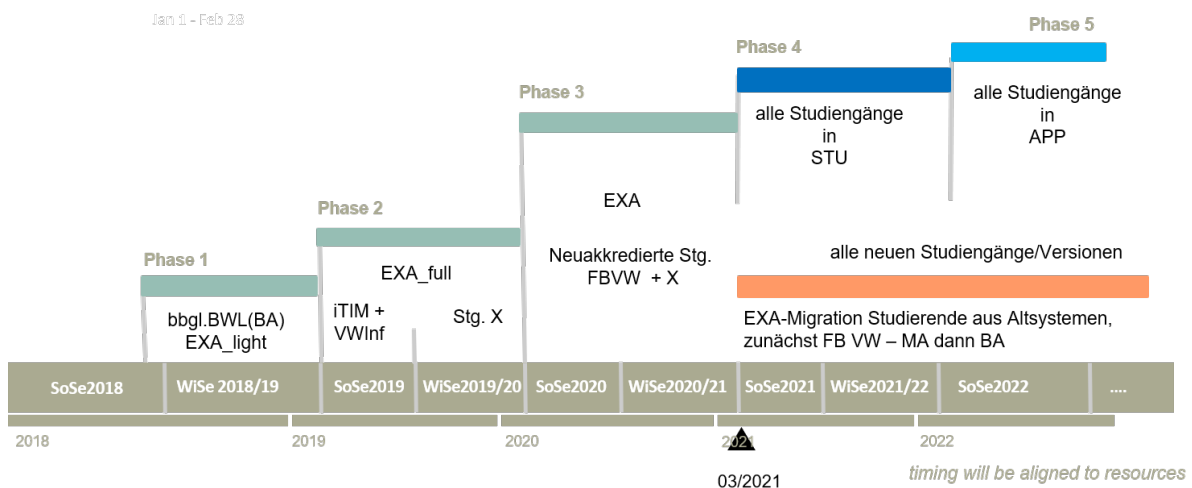 Jan 1 - Feb 28
Phase 5
Phase 4
alle Studiengänge
in
APP
Phase 3
alle Studiengänge
in
STU
EXA
Phase 2
Neuakkredierte Stg.
FBVW + X
alle neuen Studiengänge/Versionen
Phase 1
EXA_full
iTIM +
VWInf
Stg. X
bbgl.BWL(BA)
EXA_light
EXA-Migration Studierende aus Altsystemen,
zunächst FB VW – MA dann BA
SoSe2018 WiSe 2018/19 SoSe2019 WiSe2019/20 SoSe2020 WiSe2020/21 SoSe2021 WiSe2021/22 SoSe2022 ....
2018 2019 2020 2021 2022
03/2021
timing will be aligned to resources